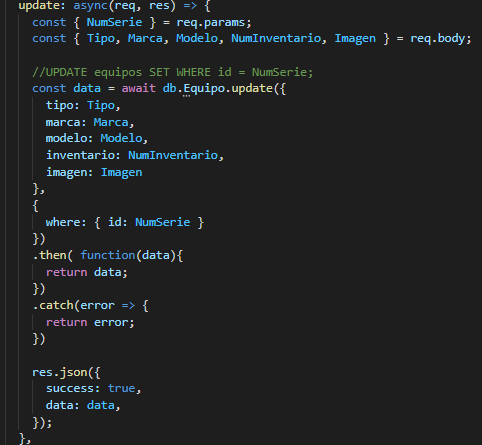 update: async(req, res) => {
const { NumSerie } = req.params;
const { Tipo, Marca, Modelo, NumInventario, Imagen } = req.body;
//UPDATE equipos SET WHERE id = NumSerie;
const data = await db.Equipo.update({
tipo: Tipo,
marca: Marca,
modelo: Modelo,
inventario: NumInventario,
imagen: Imagen
},
{
where: { id: NumSerie }
})
.then( function(data){
return data;
})
.catch(error => {
return error;
})
res.json({
success: true,
data: data,
});
},